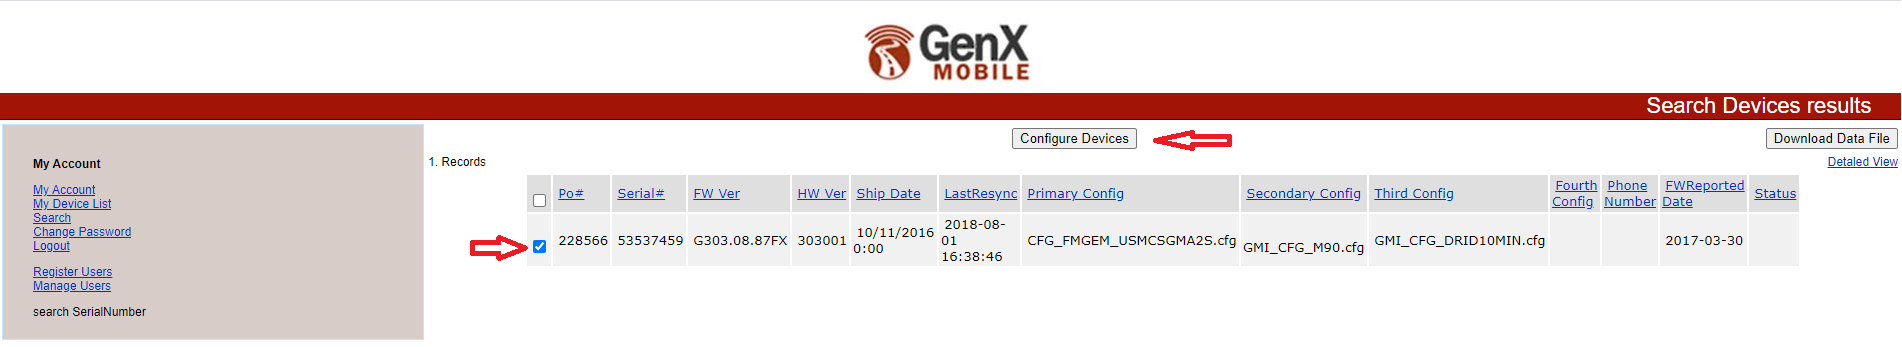 GenX
MOBILE
Search Devices results
Configure Devices
Download Data File
My Account
1. Records
Detaled View
My Account
My Device List
Search
Change Password
Logout
Register Users
Manage Users
search SerialNumber
Po# Serial# FW Ver HW Ver Ship Date LastResync Primary Config Secondary Config Third Config Fourth Config Phone Number FWReported Date Status
228566 53537459 G303.08.87FX 303001 10/11/2016 0:00 2018-08-01 16:38:46 CFG_FMGEM_USMCSGMA2S.cfg GMI_CFG_M90.cfg GMI_CFG_DRID10MIN.cfg 2017-03-30